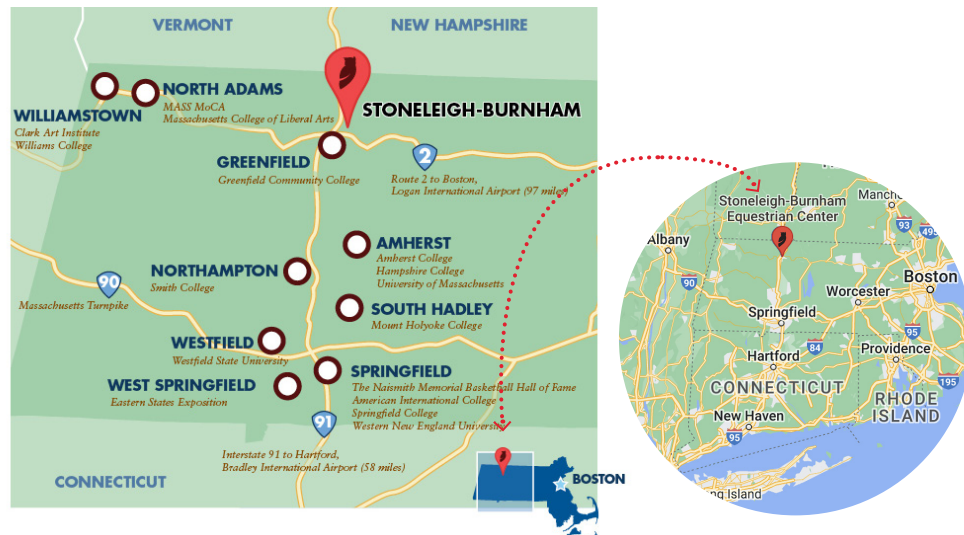 VERMONT
NEW HAMPSHIRE
NORTH ADAMS
MASS MoCA
Massachusetts College of Liberal Arts
WILLIAMSTOWN
Clark Art Institute
Williams College
STONELEIGH-BURNHAM
GREENFIELD
Greenfield Community College
2
Route 2 to Boston,
Logan International Airport (97 miles)
AMHERST
Amherst College
Hampshire College
University of Massachusetts
NORTHAMPTON
Smith College
90
Massachusetts Turnpike
SOUTH HADLEY
Mount Holyoke College
WESTFIELD
Westfield State University
SPRINGFIELD
The Naismith Memorial Basketball Hall of Fame
American International College
Springfield College
Western New England University
WEST SPRINGFIELD
Eastern States Exposition
91
Interstate 91 to Hartford,
Bradley International Airport (58 miles)
CONNECTICUT
BOSTON
Stoneleigh-Burnham
Equestrian Center
Manch
93
495
Albany
90
Boston
Worcester
Springfield
95
84
Providence
Hartford
195
CONNECTICUT
RHODE
ISLAND
New Haven
95
ng Island